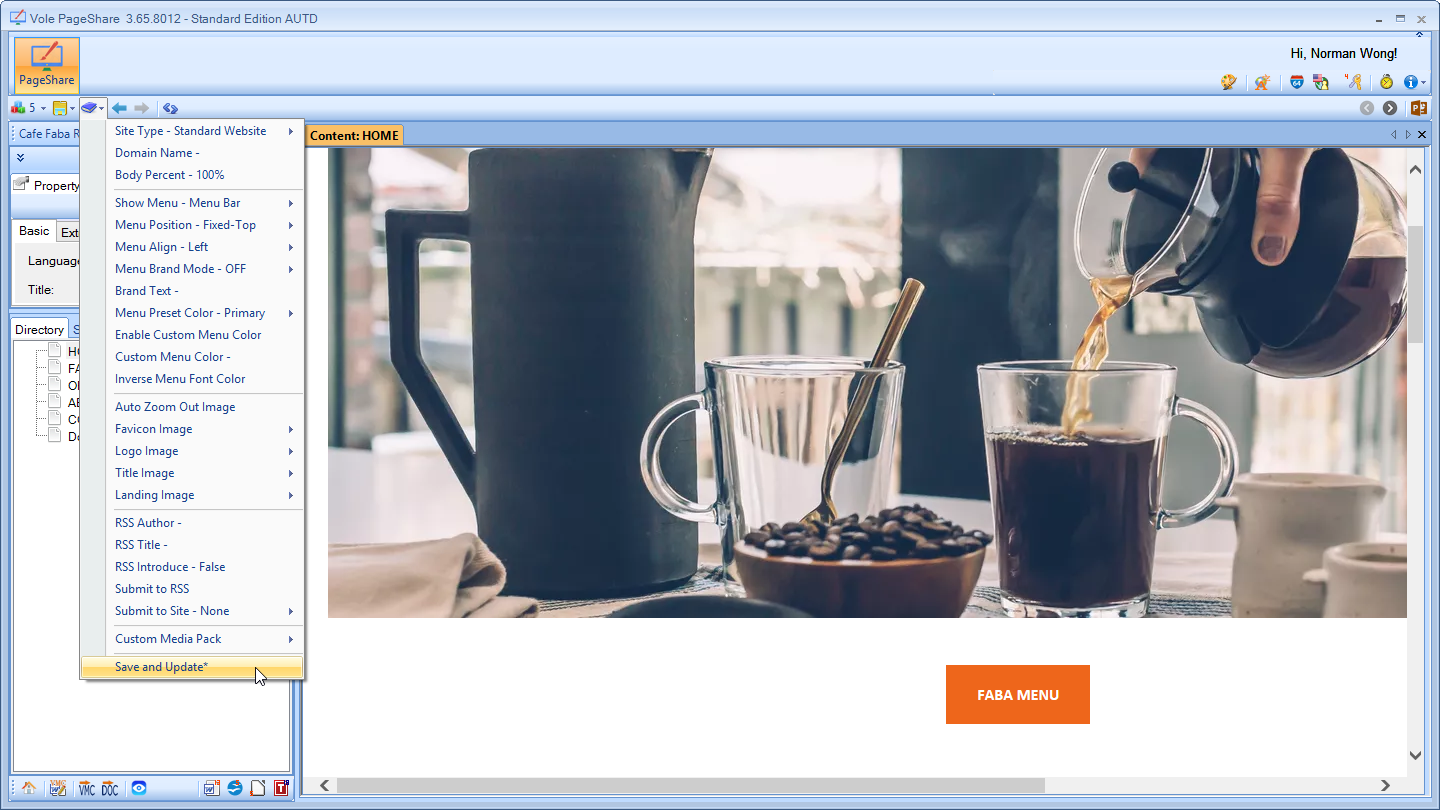 Vole PageShare 3.65.8012 - Standard Edition AUTD
Hi, Norman Wong!
PageShare
5
Cafe Faba R
Content: HOME
Property
Basic
Ext
Language
Title:
Directory
S
HO
FA
AB
CO
Do
Site Type - Standard Website
Domain Name -
Body Percent - 100%
Show Menu - Menu Bar
Menu Position - Fixed-Top
Menu Align - Left
Menu Brand Mode - OFF
Brand Text -
Menu Preset Color - Primary
Enable Custom Menu Color
Custom Menu Color -
Inverse Menu Font Color
Auto Zoom Out Image
Favicon Image
Logo Image
Title Image
Landing Image
RSS Author -
RSS Title -
RSS Introduce - False
Submit to RSS
Submit to Site - None
Custom Media Pack
Save and Update*
FABA MENU
VMC
DOC